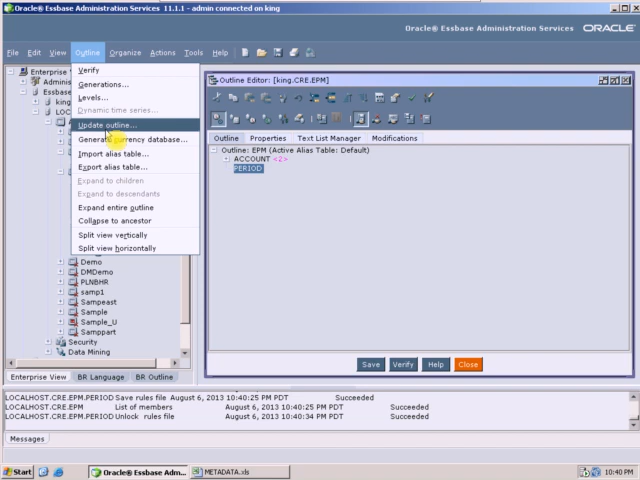 Oracle® Essbase Administration Services 11.1.1 - admin connected on king
Oracle® Essbase Administration Services ORACLE
File Edit View Outline Organize Actions Tools Help
Verify
Generations...
Levels...
Dynamic time series...
Update outline...
Generate currency database...
Import alias table...
Export alias table...
Expand to children
Expand to descendants
Expand entire outline
Collapse to ancestor
Split view vertically
Split view horizontally
Enterprise
Adminis
Essbase
king
LOC
Demo
DMDemo
PLNBHR
samp1
Sampeast
Sample
Sample_U
Samppart
Security
Data Mining
Enterprise View BR Language BR Outline
Outline Editor: [king.CRE.EPM]
Outline Properties Text List Manager Modifications
Outline: EPM (Active Alias Table: Default)
ACCOUNT <2>
PERIOD
Save Verify Help Close
LOCALHOST.CRE.EPM.PERIOD Save rules file August 6, 2013 10:40:25 PM PDT Succeeded
LOCALHOST.CRE.EPM List of members August 6, 2013 10:40:25 PM PDT Succeeded
LOCALHOST.CRE.EPM.PERIOD Unlock rules file August 6, 2013 10:40:34 PM PDT Succeeded
Messages
Start Oracle® Essbase Adm... METADATA.xls 10:40 PM